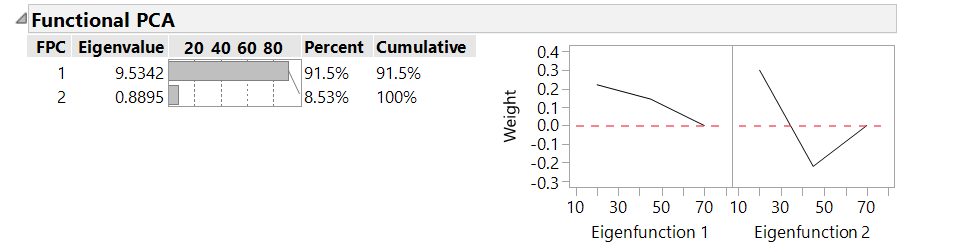 Functional PCA
FPC Eigenvalue 20 40 60 80 Percent Cumulative
1 9.5342 91.5% 91.5%
2 0.8895 8.53% 100%
Weight
0.4
0.3
0.2
0.1
0.0
-0.1
-0.2
-0.3
10 30 50 70 10 30 50 70
Eigenfunction 1 Eigenfunction 2